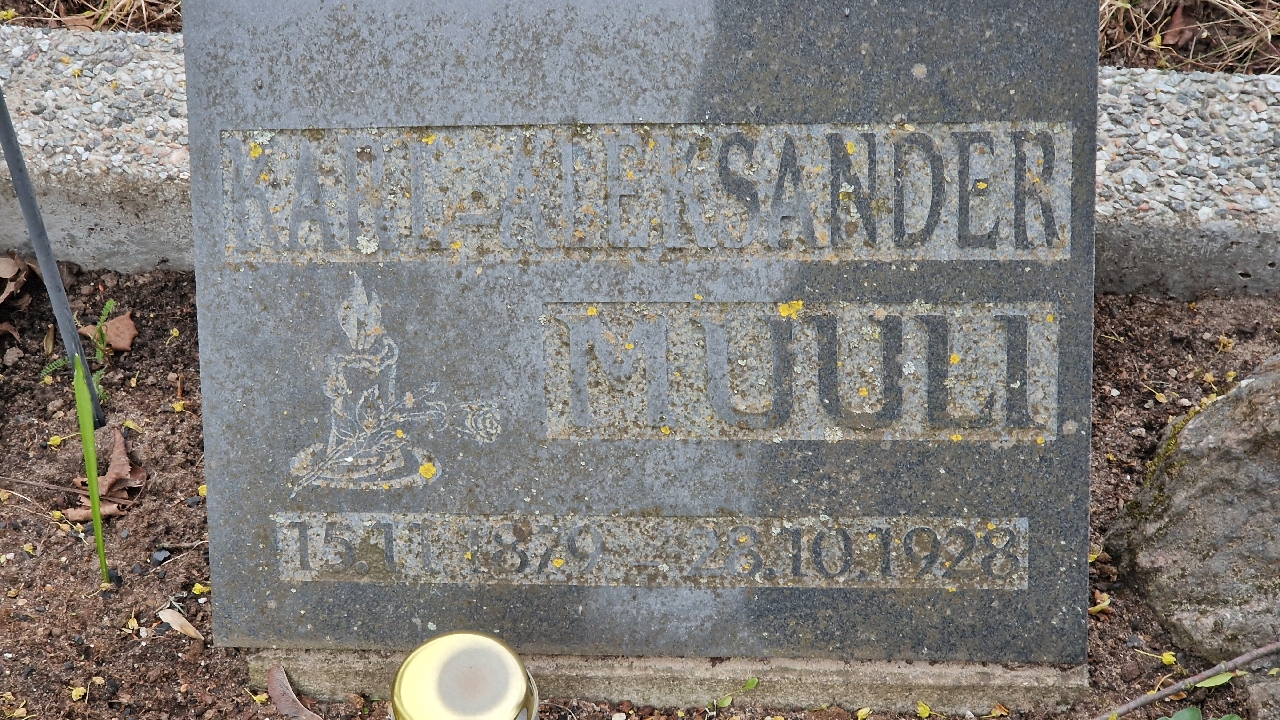 KARL-ALEKSANDER
MUULI
15.11.1879 – 28.10.1928